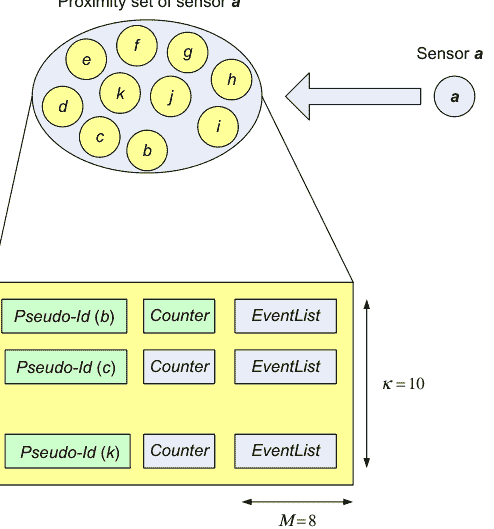 Proximity set of sensor a
Sensor a
a
f
e
g
h
k
j
d
i
c
b
Pseudo-Id (b) Counter EventList
Pseudo-Id (c) Counter EventList
κ = 10
Pseudo-Id (k) Counter EventList
M=8